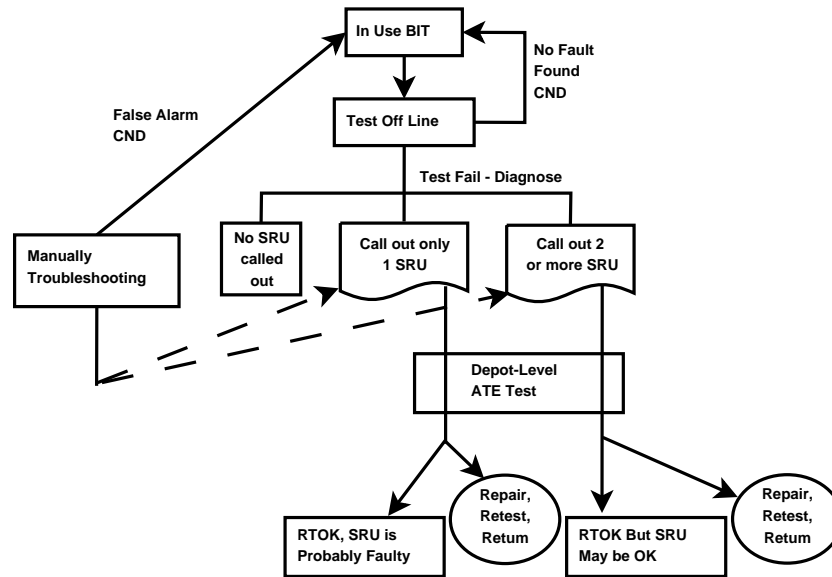 In Use BIT
No Fault
Found
CND
False Alarm
CND
Test Off Line
Test Fail - Diagnose
Manually
Troubleshooting
No SRU
called
out
Call out only
1 SRU
Call out 2
or more SRU
Depot-Level
ATE Test
RTOK, SRU is
Probably Faulty
Repair,
Retest,
Retum
RTOK But SRU
May be OK
Repair,
Retest,
Retum